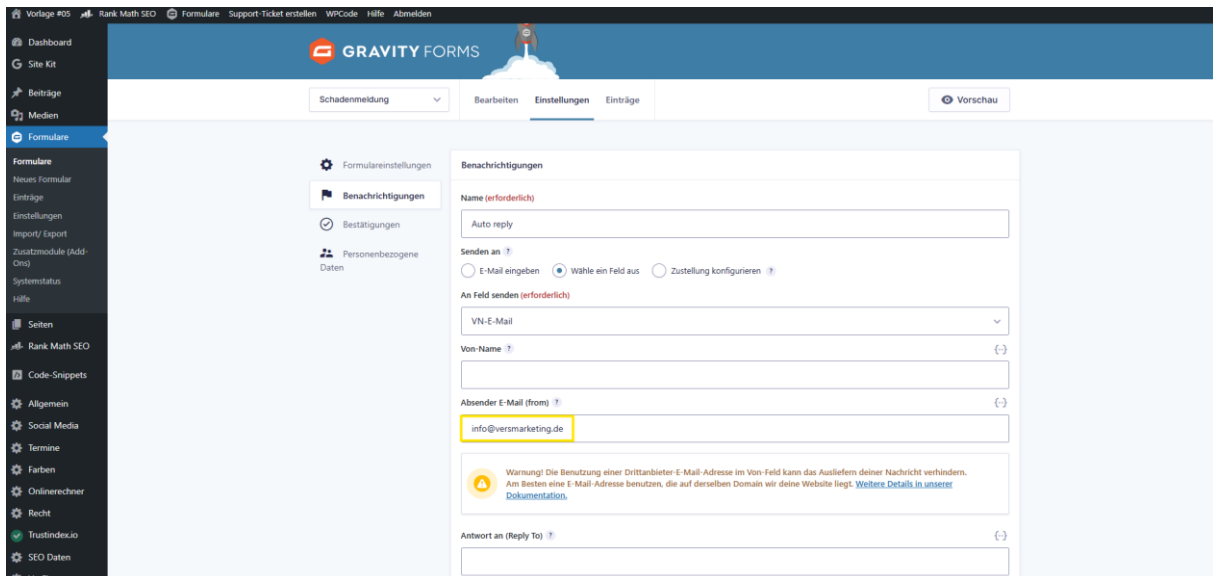 Vorlage #05 Rank Math SEO Formulare Support-Ticket erstellen WPCode Hilfe Abmelden
Dashboard
Site Kit
Beiträge
Medien
Formulare
Formulare
Neues Formular
Einträge
Einstellungen
Import/ Export
Zusatzmodule (Add-
Ons)
Systemstatus
Hilfe
Seiten
Rank Math SEO
Code-Snippets
Allgemein
Social Media
Termine
Farben
Onlinerechner
Recht
Trustindex.io
SEO Daten
GRAVITY FORMS
Schadenmeldung
Bearbeiten Einstellungen Einträge
Vorschau
Formulareinstellungen
Benachrichtigungen
Bestätigungen
Personenbezogene
Daten
Benachrichtigungen
Name (erforderlich)
Auto reply
Senden an ?
E-Mail eingeben Wähle ein Feld aus Zustellung konfigurieren ?
An Feld senden (erforderlich)
VN-E-Mail
Von-Name ? {..}
Absender E-Mail (from) ? {..}
info@versmarketing.de
Warnung! Die Benutzung einer Drittanbieter-E-Mail-Adresse im Von-Feld kann das Ausliefern deiner Nachricht verhindern.
Am Besten eine E-Mail-Adresse benutzen, die auf derselben Domain wir deine Website liegt. Weitere Details in unserer
Dokumentation.
Antwort an (Reply To) ? {..}